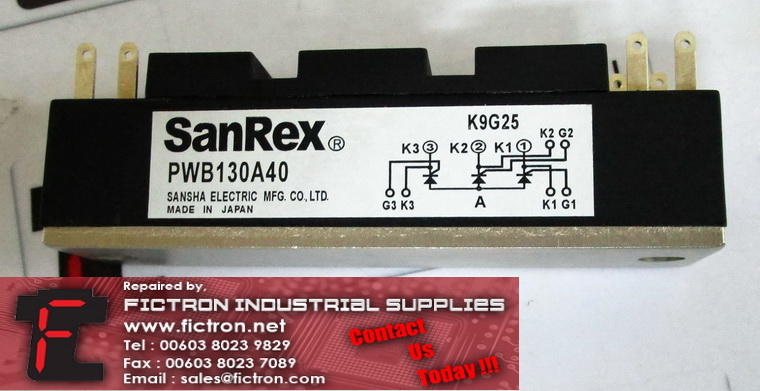 SanRex®
PWB130A40
SANSHA ELECTRIC MFG. CO., LTD.
MADE IN JAPAN
K9G25
K3 ③ K2 ② K1 ① K2 G2
G3 K3 A K1 G1
Repaired by,
FICTRON INDUSTRIAL SUPPLIES
www.fictron.net
Tel : 00603 8023 9829
Fax : 00603 8023 7089
Email : sales@fictron.com
Contact
Us
Today !!!